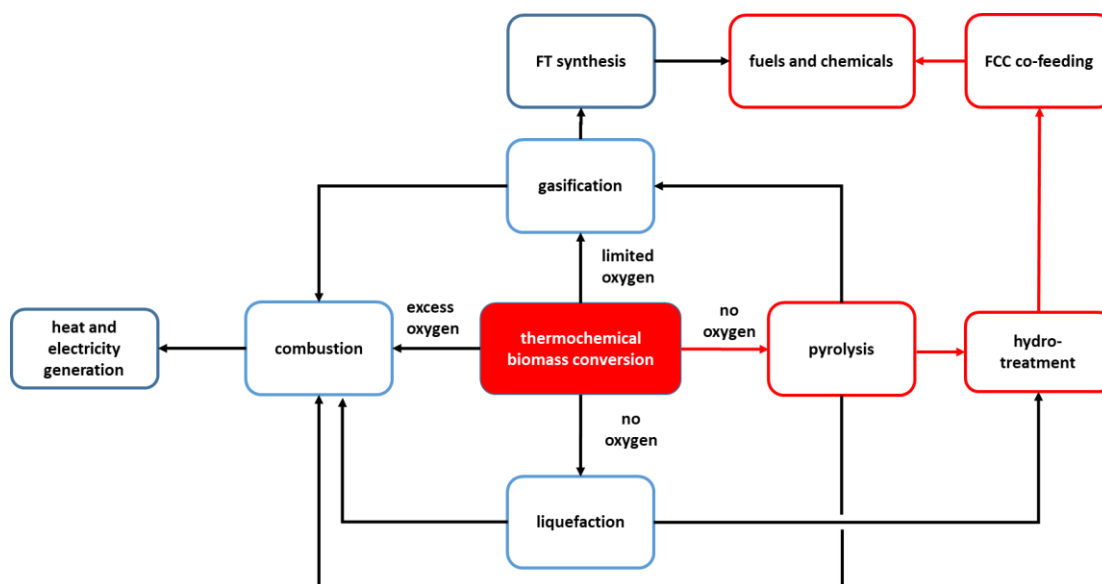 FT synthesis
fuels and chemicals
FCC co-feeding
gasification
limited
oxygen
excess
oxygen
no
oxygen
heat and
electricity
generation
combustion
thermochemical
biomass conversion
pyrolysis
hydro-
treatment
no
oxygen
liquefaction